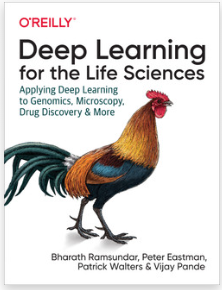 O'REILLY®
Deep Learning
for the Life Sciences
Applying Deep Learning
to Genomics, Microscopy,
Drug Discovery & More
Bharath Ramsundar, Peter Eastman,
Patrick Walters & Vijay Pande